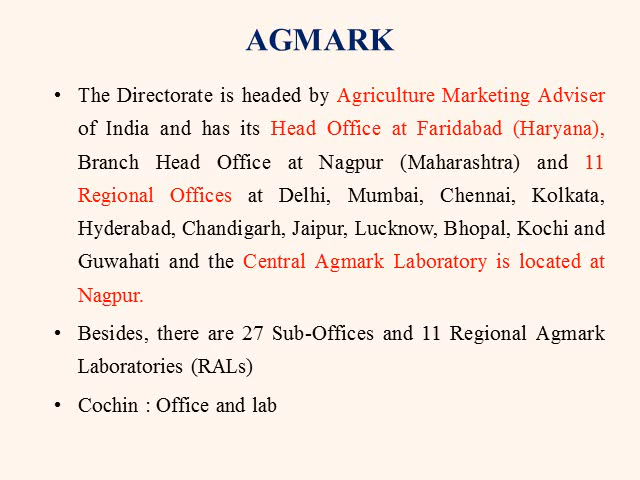 AGMARK
• The Directorate is headed by Agriculture Marketing Adviser
of India and has its Head Office at Faridabad (Haryana),
Branch Head Office at Nagpur (Maharashtra) and 11
Regional Offices at Delhi, Mumbai, Chennai, Kolkata,
Hyderabad, Chandigarh, Jaipur, Lucknow, Bhopal, Kochi and
Guwahati and the Central Agmark Laboratory is located at
Nagpur.
• Besides, there are 27 Sub-Offices and 11 Regional Agmark
Laboratories (RALs)
• Cochin : Office and lab